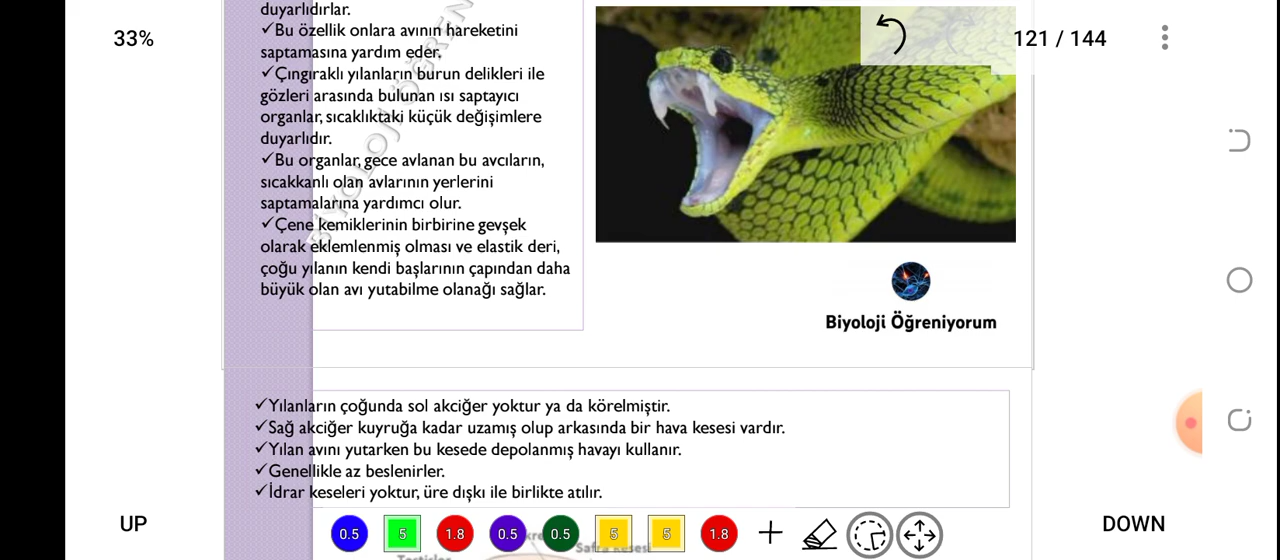 duyarlıdırlar.
✓Bu özellik onlara avının hareketini
saptamasına yardım eder.
✓Çıngıraklı yılanların burun delikleri ile
gözleri arasında bulunan ısı saptayıcı
organlar, sıcaklıktaki küçük değişimlere
duyarlıdır.
✓Bu organlar, gece avlanan bu avcıların,
sıcakkanlı olan avlarının yerlerini
saptamalarına yardımcı olur.
✓Çene kemiklerinin birbirine gevşek
olarak eklemlenmiş olması ve elastik deri,
çoğu yılanın kendi başlarının çapından daha
büyük olan avı yutabilme olanağı sağlar.
33%
121 / 144
Biyoloji Öğreniyorum
✓Yılanların çoğunda sol akciğer yoktur ya da körelmiştir.
✓Sağ akciğer kuyruğa kadar uzamış olup arkasında bir hava kesesi vardır.
✓Yılan avını yutarken bu kesede depolanmış havayı kullanır.
✓Genellikle az beslenirler.
✓İdrar keseleri yoktur, üre dışkı ile birlikte atılır.
UP
0.5 5 1.8 0.5 0.5 5 5 1.8
DOWN
Safra kesesi
Testisler